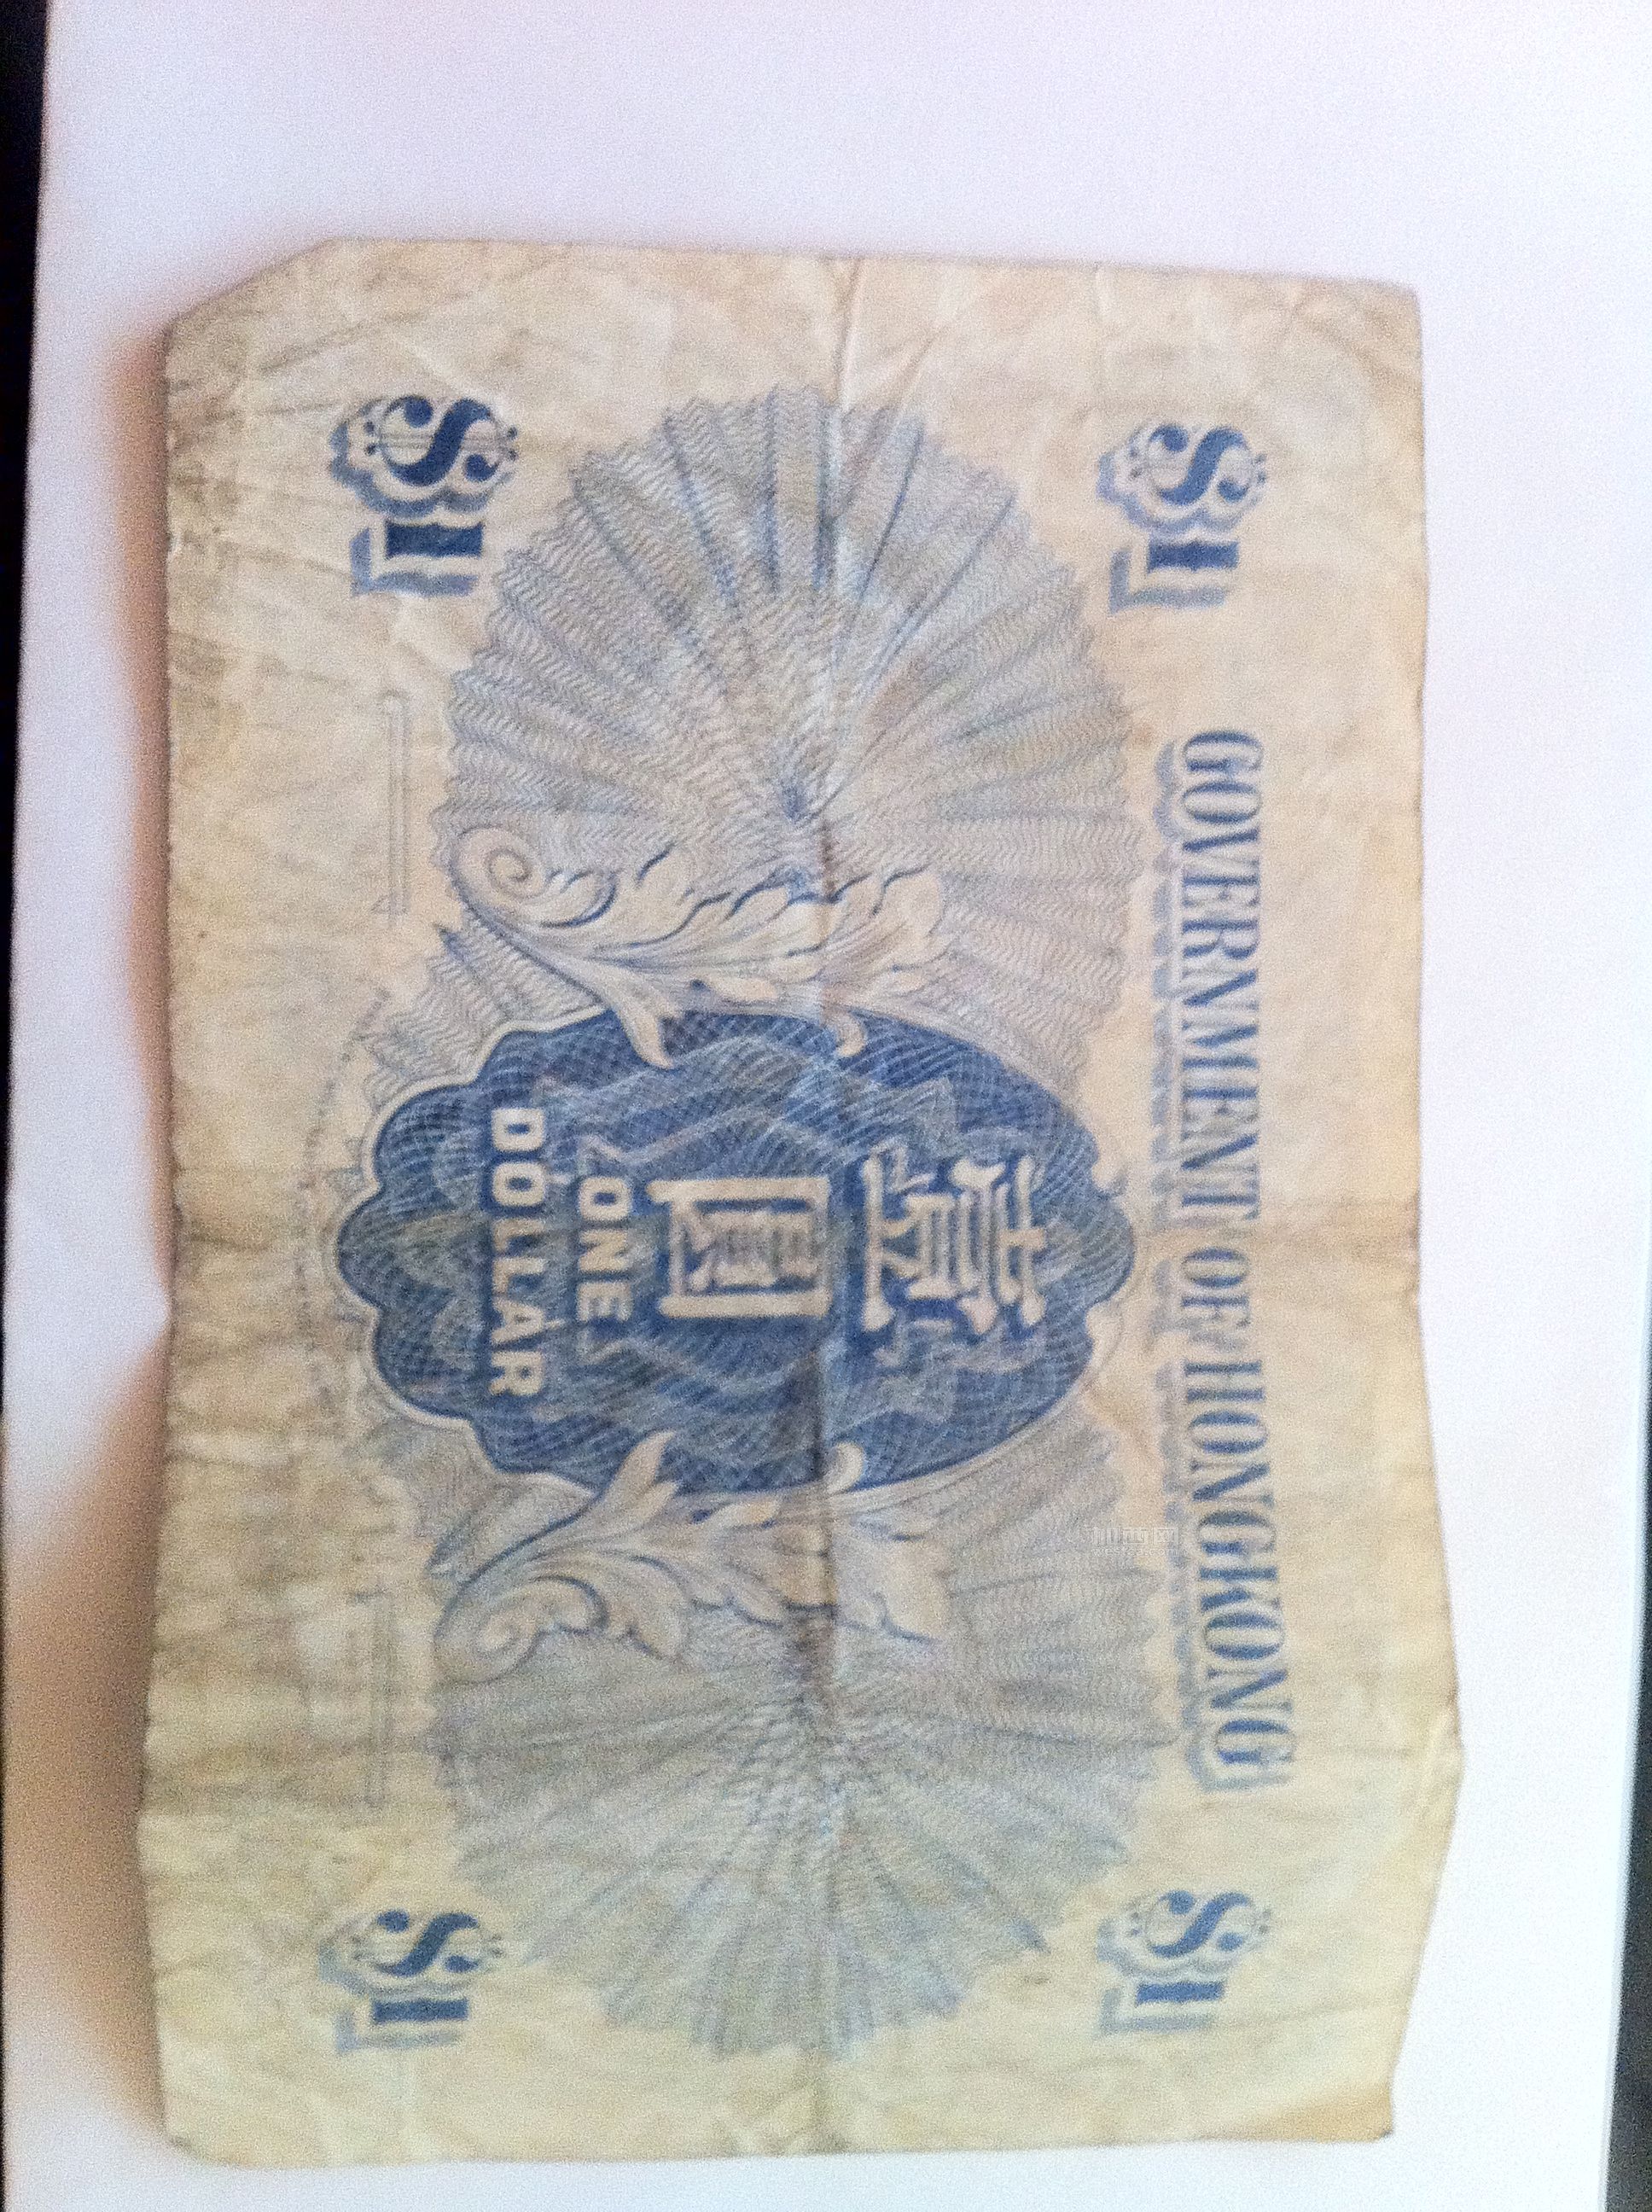 $1 $1
GOVERNMENT OF HONGKONG
壹
圓
ONE
DOLLAR
$1 $1